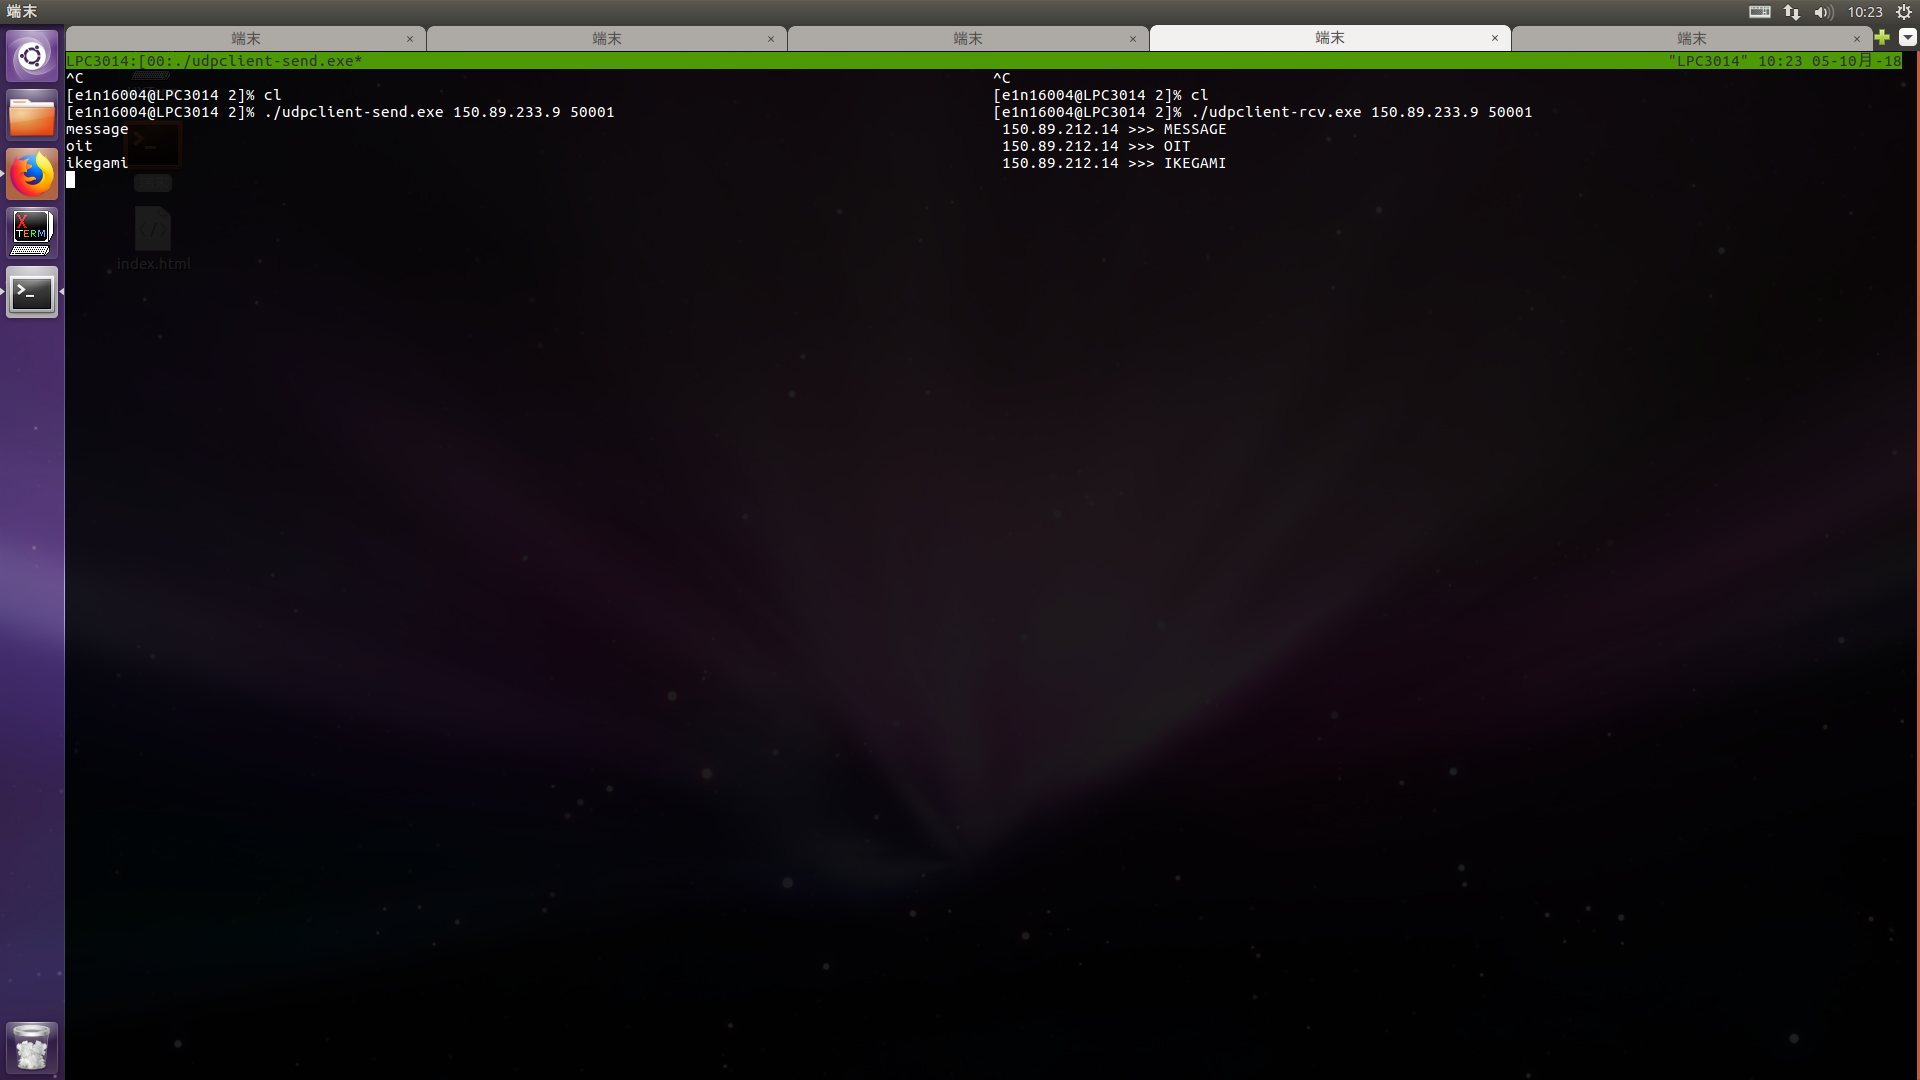 端末
10:23
端末 ×
端末 ×
端末 ×
端末 ×
端末 ×
LPC3014:[00:./udpclient-send.exe*
"LPC3014" 10:23 05-10月-18
^C
[e1n16004@LPC3014 2]% cl
[e1n16004@LPC3014 2]% ./udpclient-send.exe 150.89.233.9 50001
message
oit
ikegami
^C
[e1n16004@LPC3014 2]% cl
[e1n16004@LPC3014 2]% ./udpclient-rcv.exe 150.89.233.9 50001
150.89.212.14 >>> MESSAGE
150.89.212.14 >>> OIT
150.89.212.14 >>> IKEGAMI
X
TERM
>_
index.html